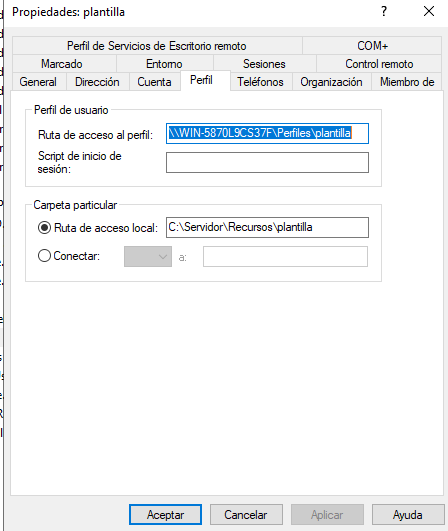 Propiedades: plantilla
?
Perfil de Servicios de Escritorio remoto
COM+
Marcado
Entorno
Sesiones
Control remoto
General
Dirección
Cuenta
Perfil
Teléfonos
Organización
Miembro de
Perfil de usuario
Ruta de acceso al perfil:
\\WIN-5870L9CS37F\Perfiles\plantilla
Script de inicio de
sesión:
Carpeta particular
Ruta de acceso local:
C:\Servidor\Recursos\plantilla
Conectar:
a:
Aceptar
Cancelar
Aplicar
Ayuda